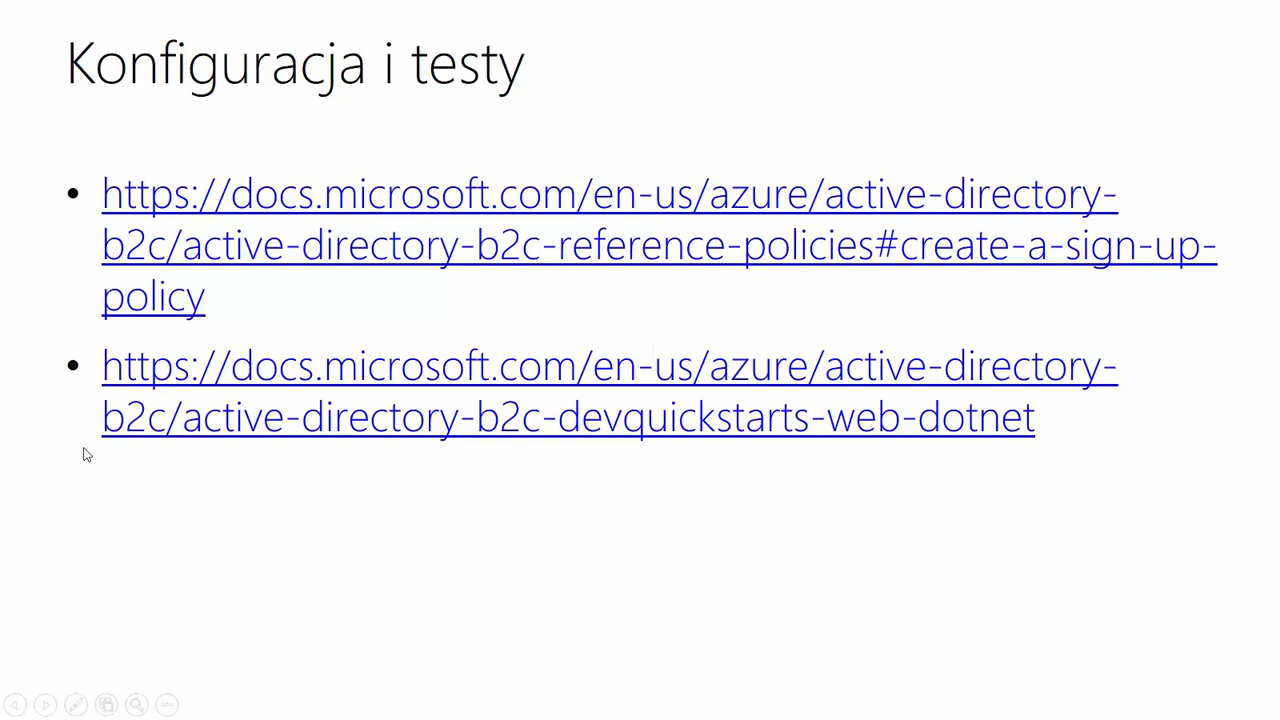 Konfiguracja i testy
• https://docs.microsoft.com/en-us/azure/active-directory-
b2c/active-directory-b2c-reference-policies#create-a-sign-up-
policy
• https://docs.microsoft.com/en-us/azure/active-directory-
b2c/active-directory-b2c-devquickstarts-web-dotnet